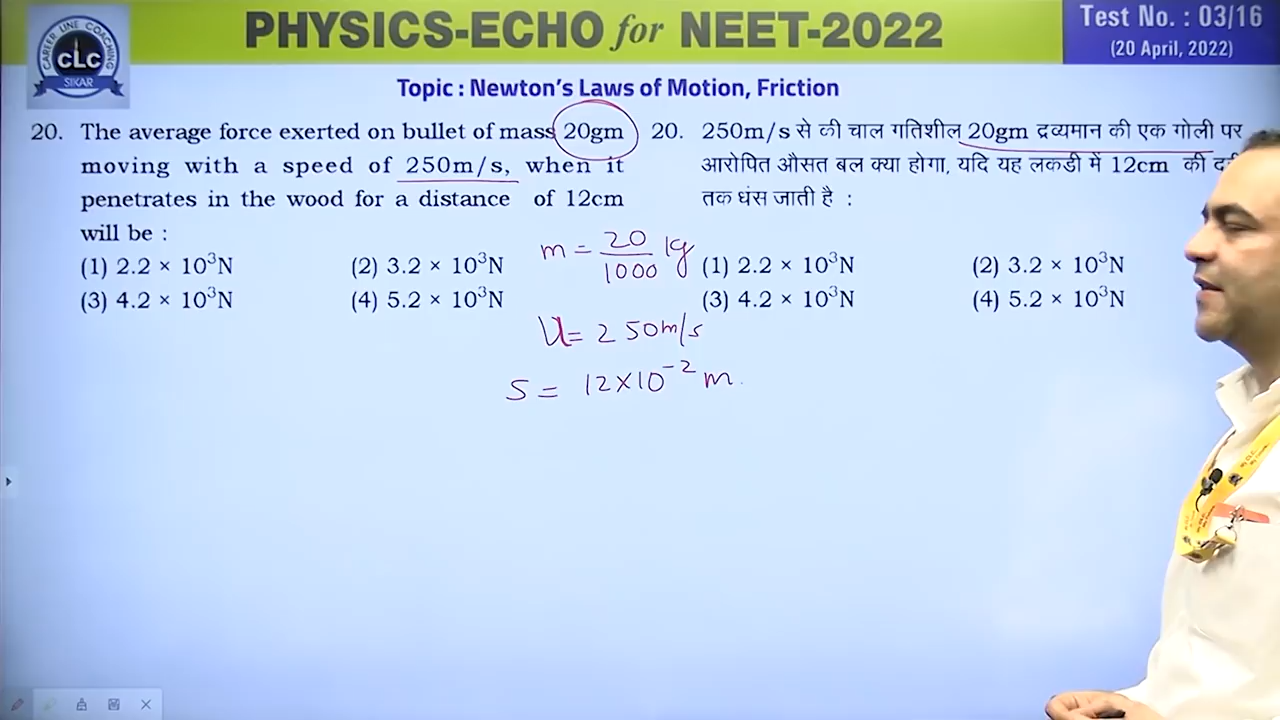 PHYSICS-ECHO for NEET-2022
Test No. : 03/16
(20 April, 2022)
CAREER LINE COACHING
CLC
SIKAR
Topic : Newton's Laws of Motion, Friction
20. The average force exerted on bullet of mass 20gm
moving with a speed of 250m/s, when it
penetrates in the wood for a distance of 12cm
will be :
(1) 2.2 × 10³N (2) 3.2 × 10³N
(3) 4.2 × 10³N (4) 5.2 × 10³N
20. 250m/s से की चाल गतिशील 20gm द्रव्यमान की एक गोली पर
आरोपित औसत बल क्या होगा, यदि यह लकडी में 12cm की
तक धंस जाती है :
(1) 2.2 × 10³N (2) 3.2 × 10³N
(3) 4.2 × 10³N (4) 5.2 × 10³N
m = 20/1000 kg
u = 250m/s
S = 12×10⁻² m.